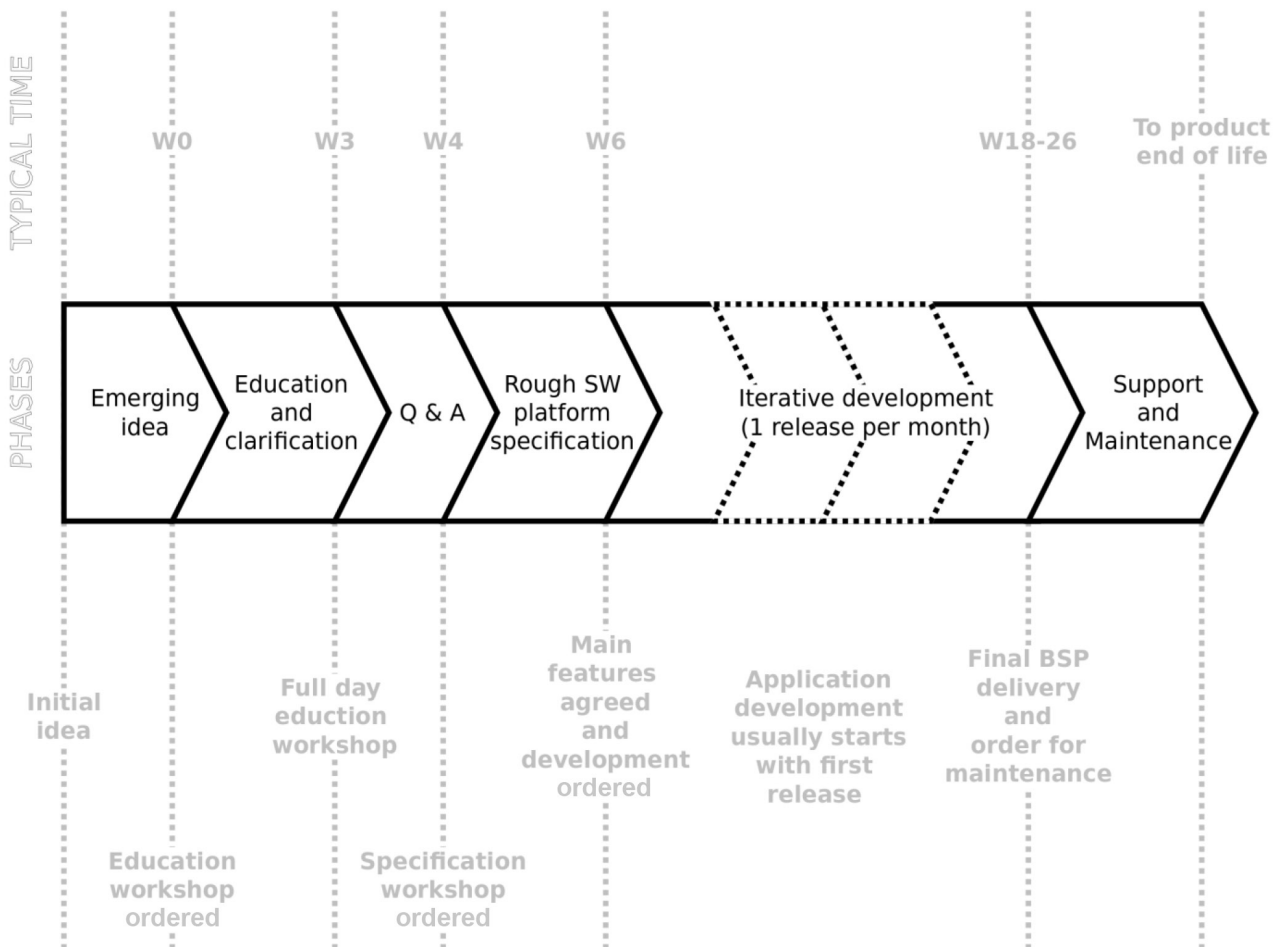 TYPICAL TIME
W0
W3
W4
W6
W18-26
To product
end of life
PHASES
Emerging
idea
Education
and
clarification
Q & A
Rough SW
platform
specification
Iterative development
(1 release per month)
Support
and
Maintenance
Initial
idea
Education
workshop
ordered
Full day
eduction
workshop
Specification
workshop
ordered
Main
features
agreed
and
development
ordered
Application
development
usually starts
with first
release
Final BSP
delivery
and
order for
maintenance